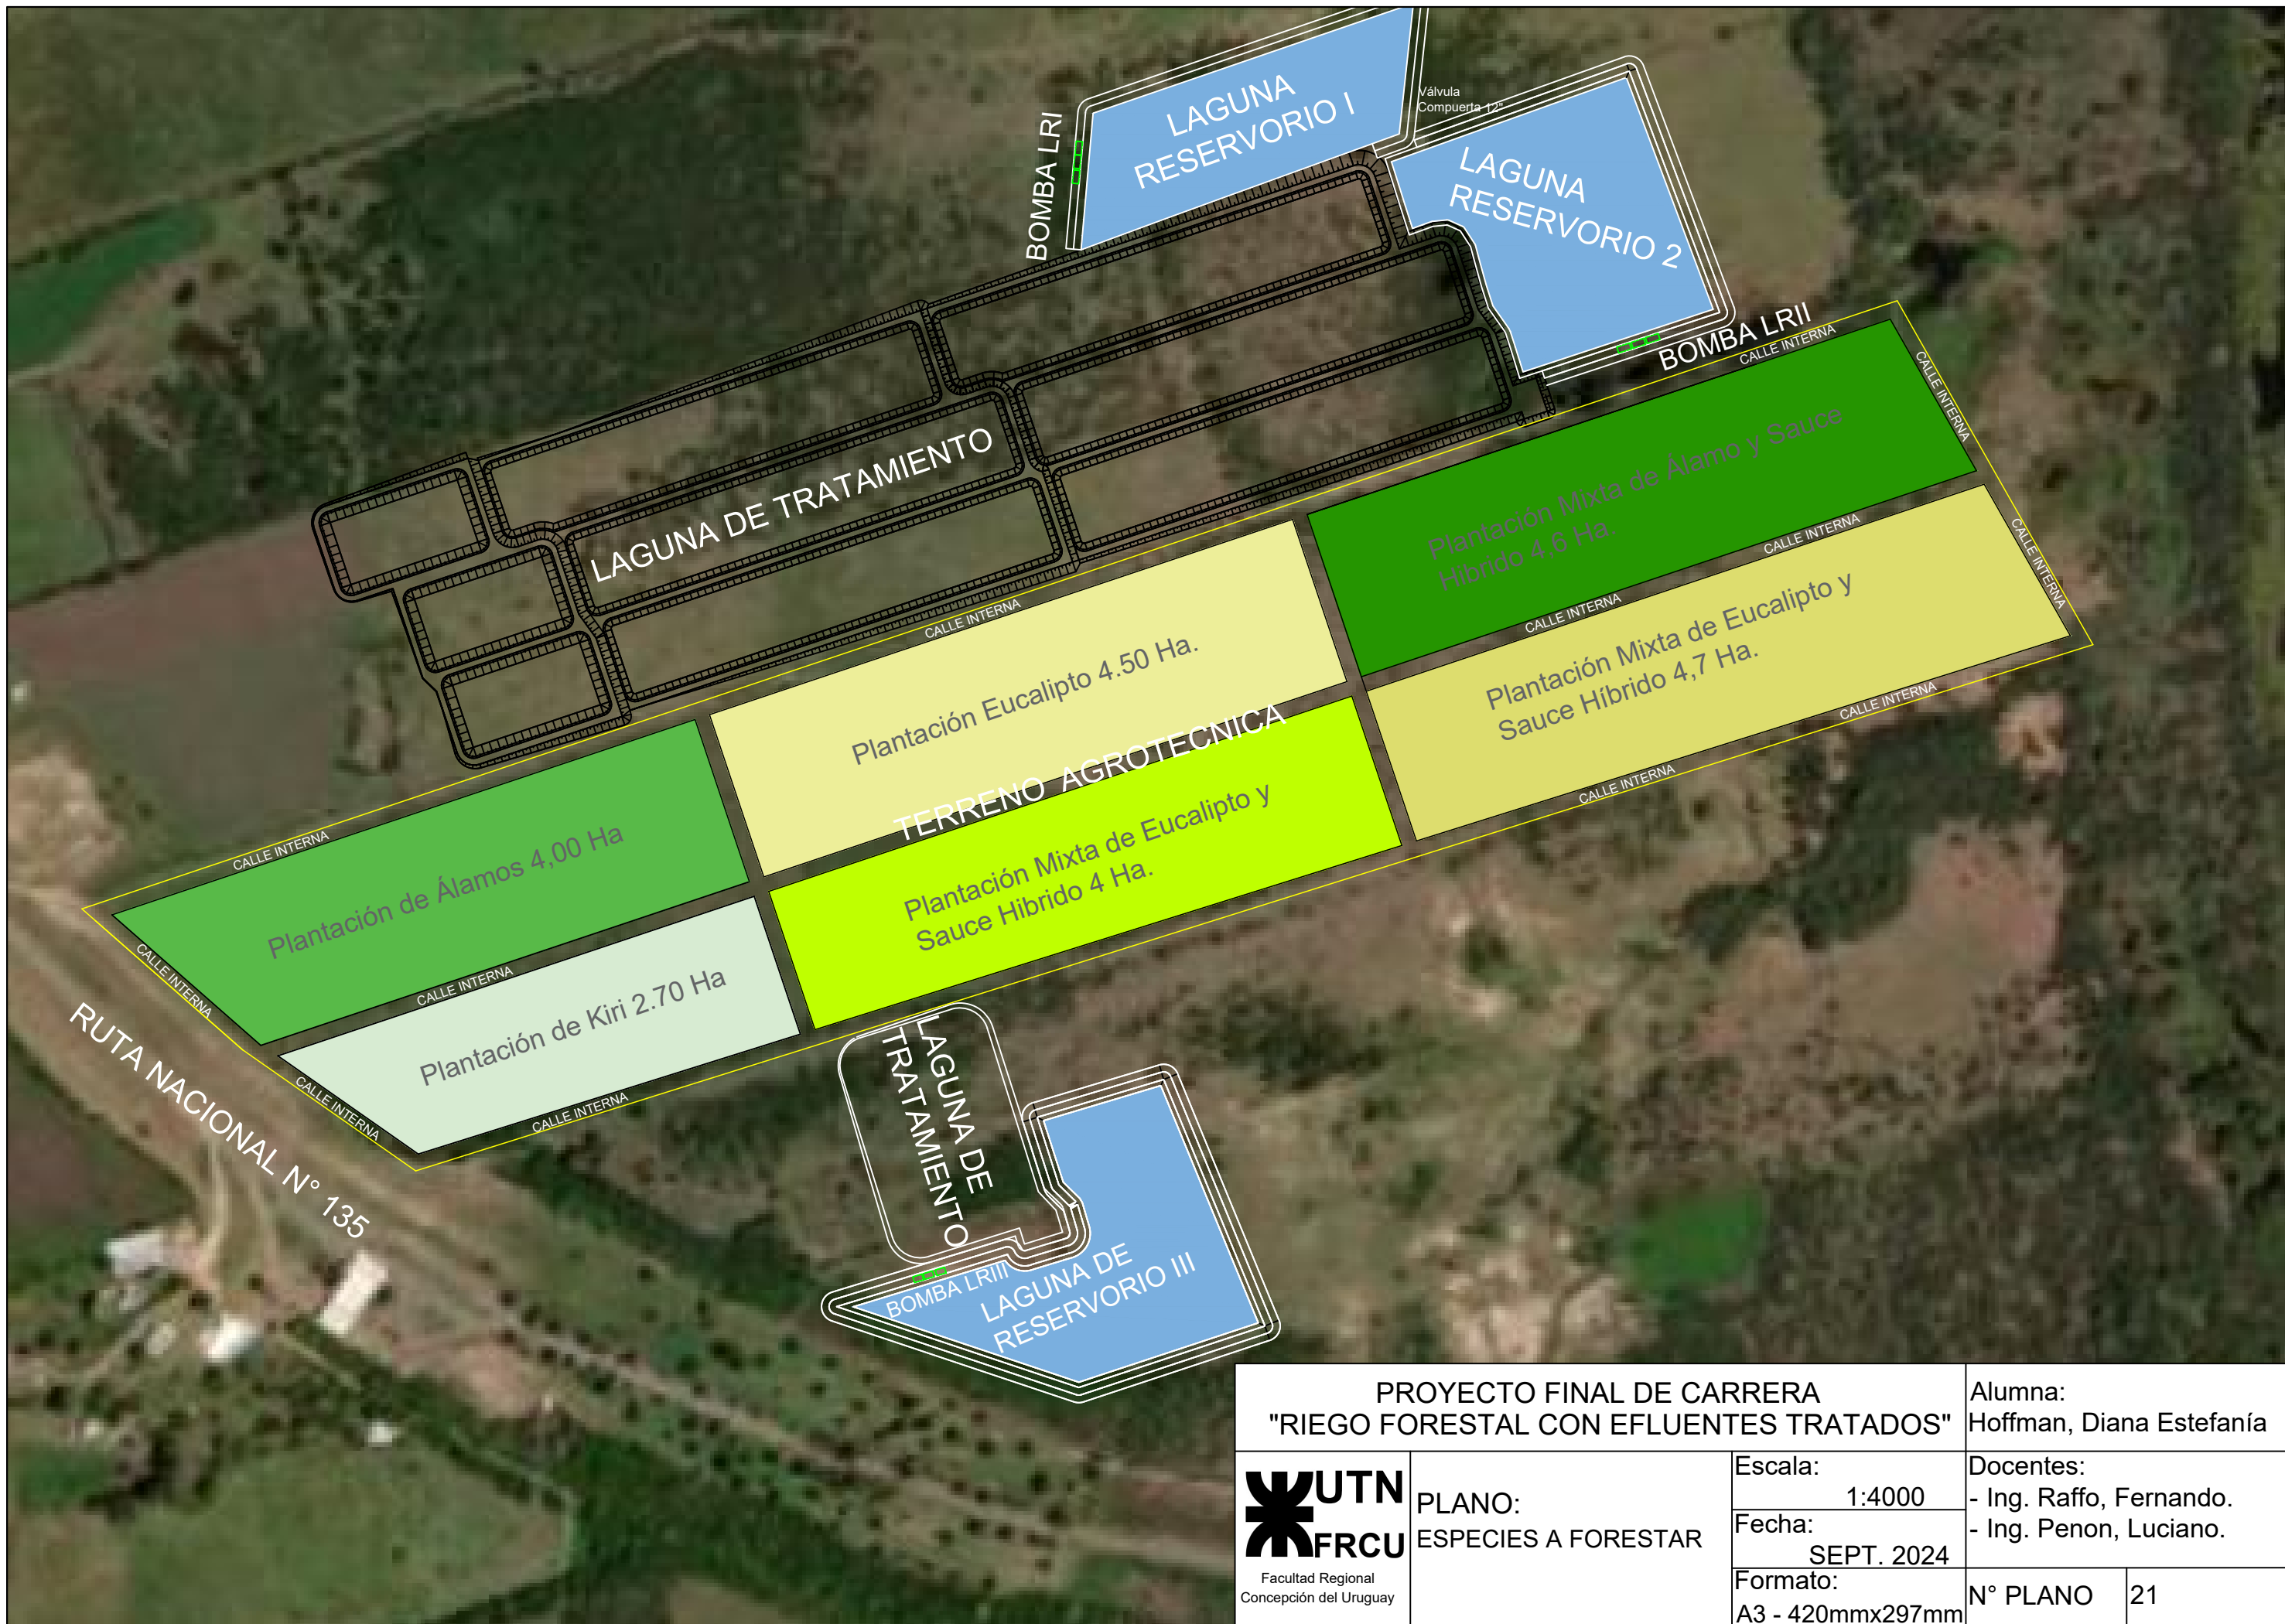 LAGUNA
RESERVORIO I
Válvula
Compuerta 12"
BOMBA LRI
LAGUNA
RESERVORIO 2
BOMBA LRII
CALLE INTERNA
CALLE INTERNA
Plantación Mixta de Álamo y Sauce
Híbrido 4,6 Ha.
LAGUNA DE TRATAMIENTO
CALLE INTERNA
CALLE INTERNA
CALLE INTERNA
CALLE INTERNA
Plantación Eucalipto 4.50 Ha.
Plantación Mixta de Eucalipto y
Sauce Híbrido 4,7 Ha.
CALLE INTERNA
CALLE INTERNA
TERRENO AGROTECNICA
Plantación Mixta de Eucalipto y
Sauce Hibrido 4 Ha.
CALLE INTERNA
Plantación de Álamos 4,00 Ha
CALLE INTERNA
CALLE INTERNA
Plantación de Kiri 2.70 Ha
CALLE INTERNA
CALLE INTERNA
RUTA NACIONAL N° 135
LAGUNA DE
TRATAMIENTO
BOMBA LRIII
LAGUNA DE
RESERVORIO III
PROYECTO FINAL DE CARRERA
"RIEGO FORESTAL CON EFLUENTES TRATADOS"
Alumna:
Hoffman, Diana Estefanía
UTN
FRCU
Facultad Regional
Concepción del Uruguay
PLANO:
ESPECIES A FORESTAR
Escala:
1:4000
Fecha:
SEPT. 2024
Formato:
A3 - 420mmx297mm
Docentes:
- Ing. Raffo, Fernando.
- Ing. Penon, Luciano.
N° PLANO
21